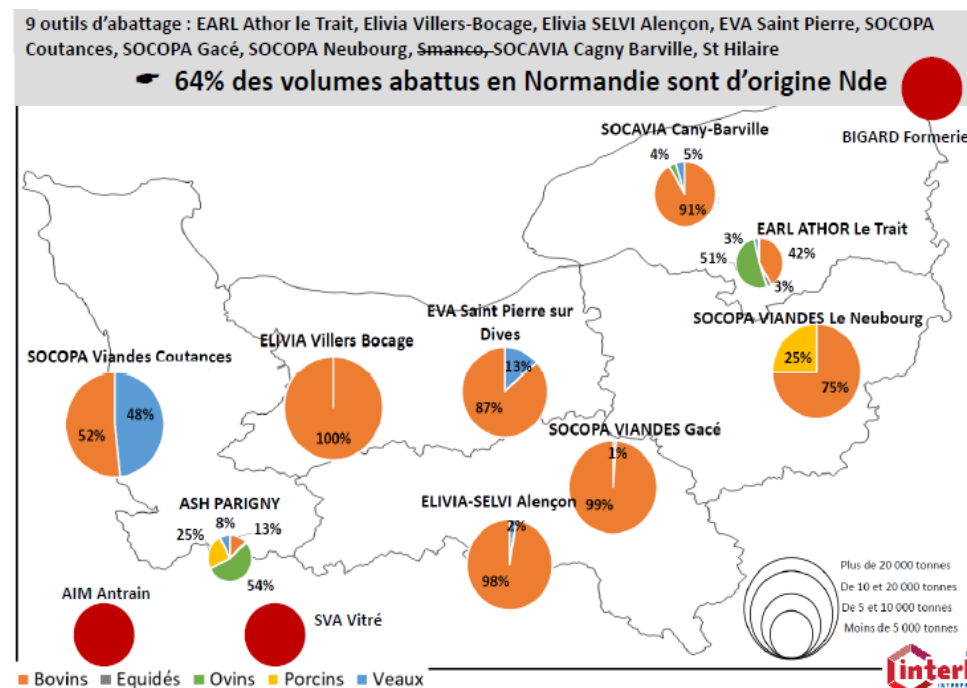 9 outils d'abattage : EARL Athor le Trait, Elivia Villers-Bocage, Elivia SELVI Alençon, EVA Saint Pierre, SOCOPA
Coutances, SOCOPA Gacé, SOCOPA Neubourg, Smanco, SOCAVIA Cagny Barville, St Hilaire
☛ 64% des volumes abattus en Normandie sont d'origine Nde
BIGARD Formerie
SOCAVIA Cany-Barville
4% 5%
91%
EARL ATHOR Le Trait
3%
51%
42%
3%
SOCOPA VIANDES Le Neubourg
25%
75%
EVA Saint Pierre sur
Dives
13%
87%
ELIVIA Villers Bocage
100%
SOCOPA Viandes Coutances
48%
52%
SOCOPA VIANDES Gacé
1%
99%
ELIVIA-SELVI Alençon
2%
98%
ASH PARIGNY
25% 8% 13%
54%
AIM Antrain
SVA Vitré
Plus de 20 000 tonnes
De 10 et 20 000 tonnes
De 5 et 10 000 tonnes
Moins de 5 000 tonnes
Bovins Equidés Ovins Porcins Veaux